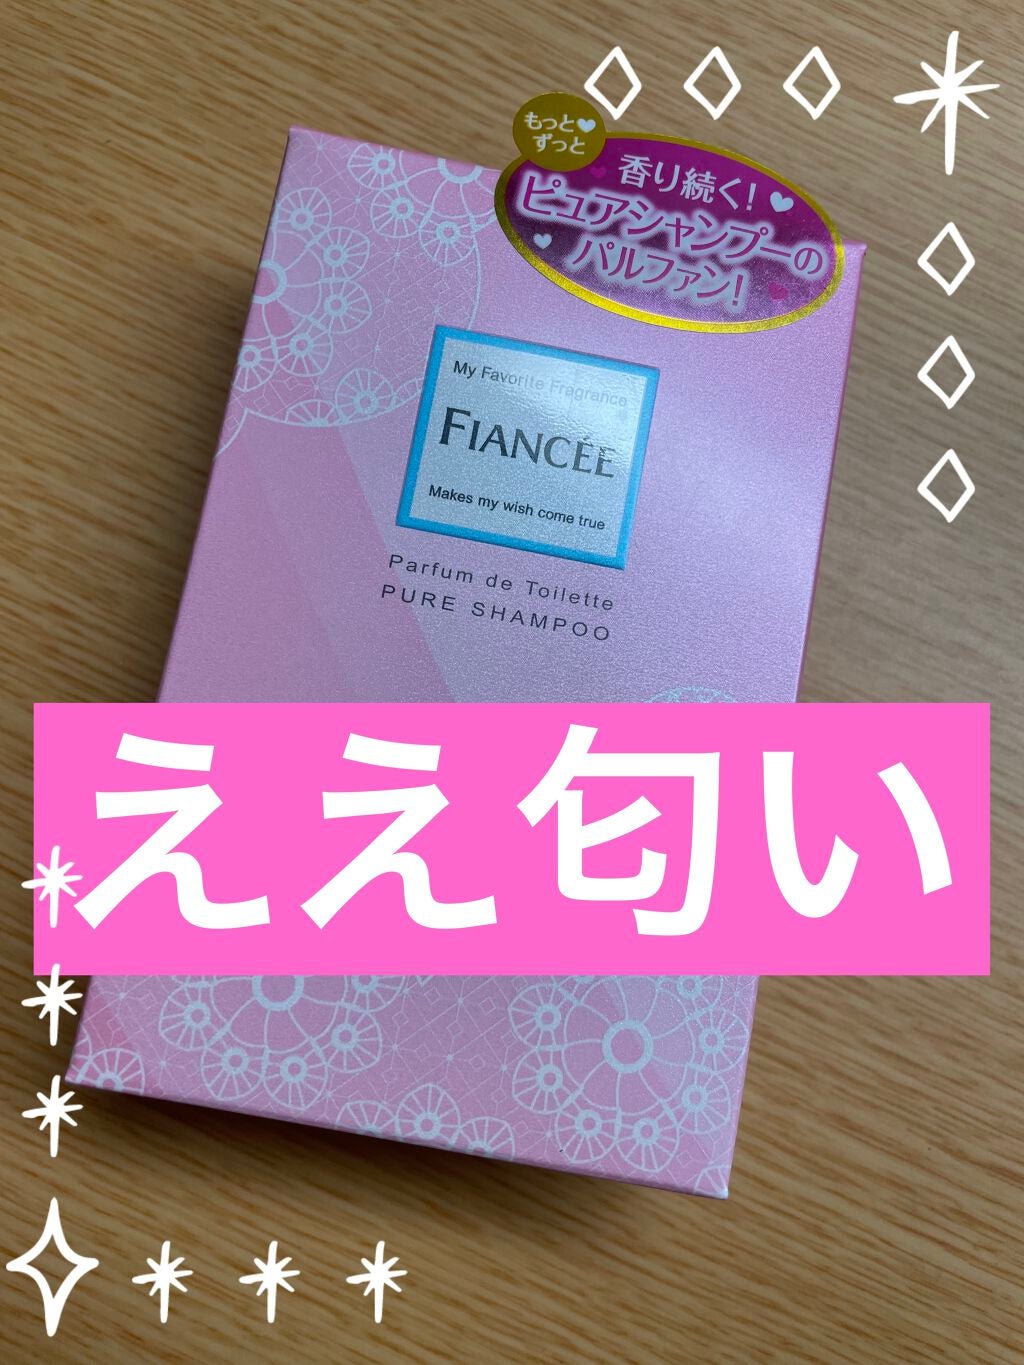 もっと
ずっと
香り続く!
ピュアシャンプーの
パルファン!
My Favorite Fragrance
FIANCÉE
Makes my wish come true
Parfum de Toilette
PURE SHAMPOO
ええ匂い